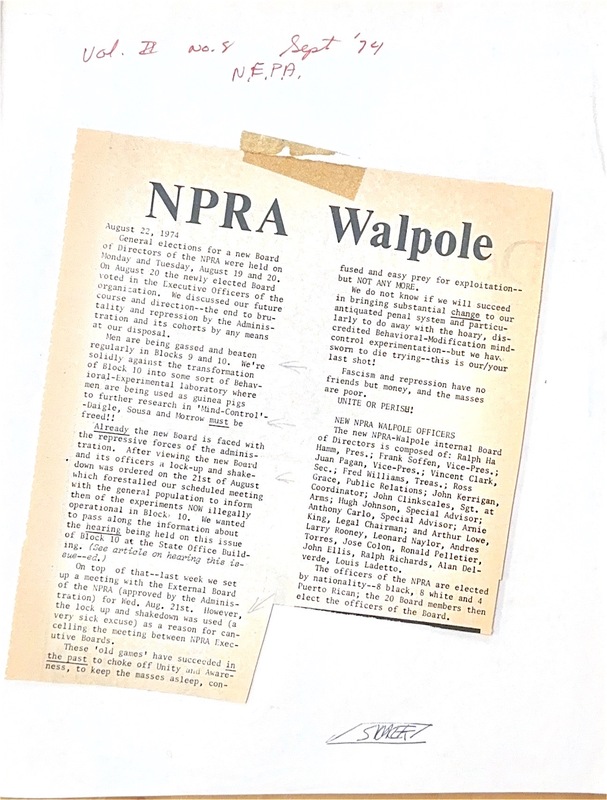 Vol. II no. 8 Sept '74
N.E.P.A.
NPRA Walpole
August 22, 1974
General elections for a new Board
of Directors of the NPRA were held on
Monday and Tuesday, August 19 and 20.
On August 20 the newly elected Board
voted in the Executive Officers of the
organization. We discussed our future
course and direction--the end to bru-
tality and repression by the Adminis-
tration and its cohorts by any means
at our disposal.
Men are being gassed and beaten
regularly in Blocks 9 and 10. We're
solidly against the transformation
of Block 10 into some sort of Behav-
ioral-Experimental laboratory where
men are being used as guinea pigs
to further research in 'Mind-Control'-
-Daigle, Sousa and Morrow must be
freed!!
Already the new Board is faced with
the repressive forces of the adminis-
tration. After viewing the new Board
and its officers a lock-up and shake-
down was ordered on the 21st of August
which forestalled our scheduled meeting
with the general population to inform
them of the experiments NOW illegally
operational in Block 10. We wanted
to pass along the information about
the hearing being held on this issue
of Block 10 at the State Office Build-
ing. (See article on hearing this is-
sue--ed.)
On top of that--last week we set
up a meeting with the External Board
of the NPRA (approved by the Adminis-
tration) for Wed. Aug. 21st. However,
the lock up and shakedown was used (a
very sick excuse) as a reason for can-
celling the meeting between NPRA Exec-
utive Boards.
These 'old games' have succeeded in
the past to choke off Unity and Aware-
ness, to keep the masses asleep, con-
fused and easy prey for exploitation--
but NOT ANY MORE.
We do not know if we will succeed
in bringing substantial change to our
antiquated penal system and particu-
larly to do away with the hoary, dis-
credited Behavioral-Modification mind-
control experimentation--but we hav
sworn to die trying--this is our/your
last shot!
Fascism and repression have no
friends but money, and the masses
are poor.
UNITE OR PERISH!
NEW NPRA WALPOLE OFFICERS
The new NPRA-Walpole internal Board
of Directors is composed of: Ralph Ha
Hamm, Pres.; Frank Soffen, Vice-Pres.;
Juan Pagan, Vice-Pres.; Vincent Clark,
Sec.; Fred Williams, Treas.; Ross
Grace, Public Relations; John Kerrigan,
Coordinator; John Clinkscales, Sgt. at
Arms; Hugh Johnson, Special Advisor;
Anthony Carlo, Special Advisor; Arnie
King, Legal Chairman; and Arthur Lowe,
Larry Rooney, Leonard Naylor, Andres
Torres, Jose Colon, Ronald Pelletier,
John Ellis, Ralph Richards, Alan Del-
verde, Louis Ladetto.
The officers of the NPRA are elected
by nationality--8 black, 8 white and 4
Puerto Rican; the 20 Board members then
elect the officers of the Board.